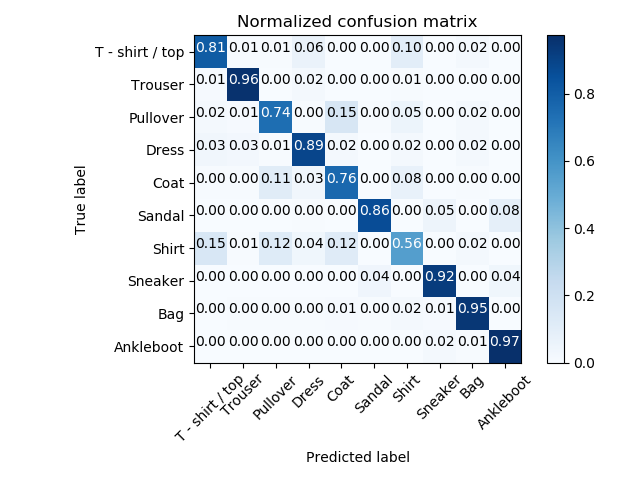 Normalized confusion matrix
T - shirt / top 0.81 0.01 0.01 0.06 0.00 0.00 0.10 0.00 0.02 0.00
Trouser 0.01 0.96 0.00 0.02 0.00 0.00 0.01 0.00 0.00 0.00
Pullover 0.02 0.01 0.74 0.00 0.15 0.00 0.05 0.00 0.02 0.00
Dress 0.03 0.03 0.01 0.89 0.02 0.00 0.02 0.00 0.02 0.00
Coat 0.00 0.00 0.11 0.03 0.76 0.00 0.08 0.00 0.00 0.00
Sandal 0.00 0.00 0.00 0.00 0.00 0.86 0.00 0.05 0.00 0.08
Shirt 0.15 0.01 0.12 0.04 0.12 0.00 0.56 0.00 0.02 0.00
Sneaker 0.00 0.00 0.00 0.00 0.00 0.04 0.00 0.92 0.00 0.04
Bag 0.00 0.00 0.00 0.00 0.01 0.00 0.02 0.01 0.95 0.00
Ankleboot 0.00 0.00 0.00 0.00 0.00 0.00 0.00 0.02 0.01 0.97
True label
T - shirt / top Trouser Pullover Dress Coat Sandal Shirt Sneaker Bag Ankleboot
Predicted label
0.8
0.6
0.4
0.2
0.0